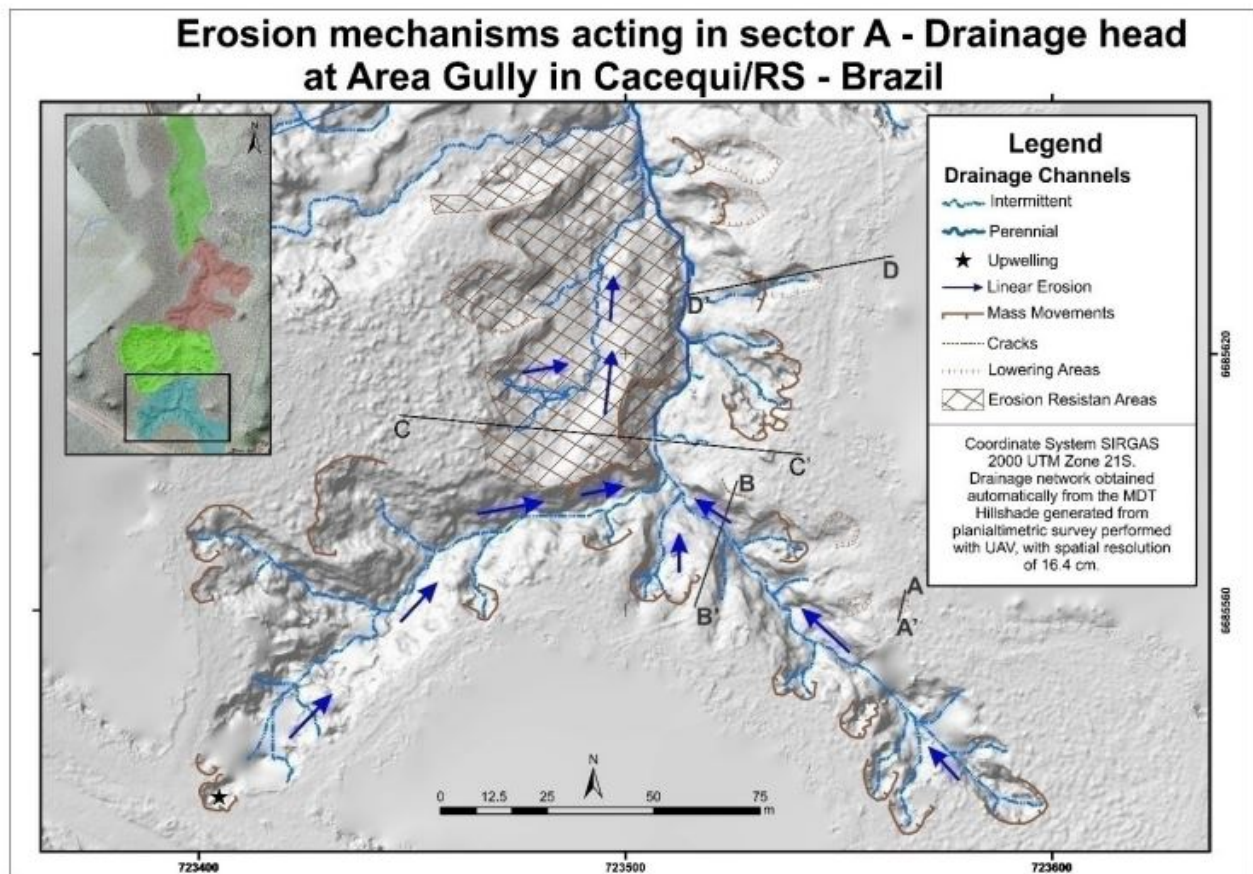 Erosion mechanisms acting in sector A - Drainage head
at Area Gully in Cacequi/RS - Brazil
N
Legend
Drainage Channels
Intermittent
Perennial
Upwelling
Linear Erosion
Mass Movements
Cracks
Lowering Areas
Erosion Resistan Areas
Coordinate System SIRGAS
2000 UTM Zone 21S.
Drainage network obtained
automatically from the MDT
Hillshade generated from
planialtimetric survey performed
with UAV, with spatial resolution
of 16.4 cm.
D
D'
C
C'
B
B'
A
A'
6685620
6685560
N
0 12.5 25 50 75
m
723400 723500 723600